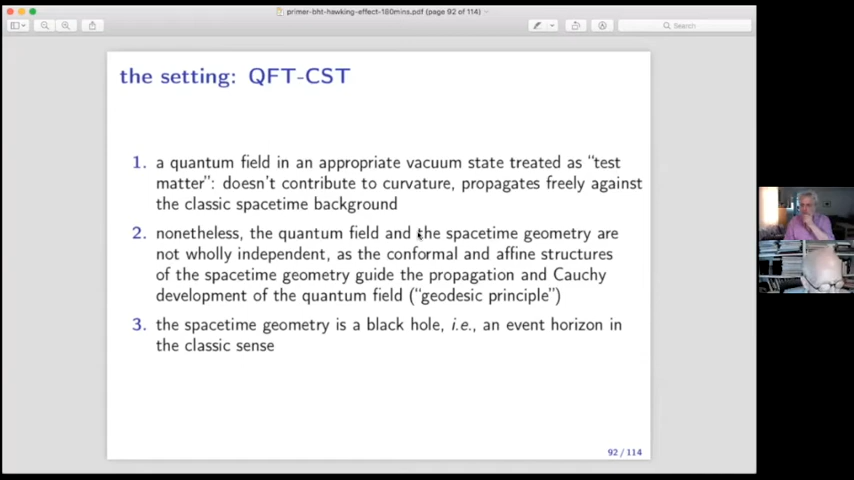 primer-bht-hawking-effect-180mins.pdf (page 92 of 114)
Search
the setting: QFT-CST
1. a quantum field in an appropriate vacuum state treated as “test
matter”: doesn’t contribute to curvature, propagates freely against
the classic spacetime background
2. nonetheless, the quantum field and the spacetime geometry are
not wholly independent, as the conformal and affine structures
of the spacetime geometry guide the propagation and Cauchy
development of the quantum field (“geodesic principle”)
3. the spacetime geometry is a black hole, i.e., an event horizon in
the classic sense
92 / 114